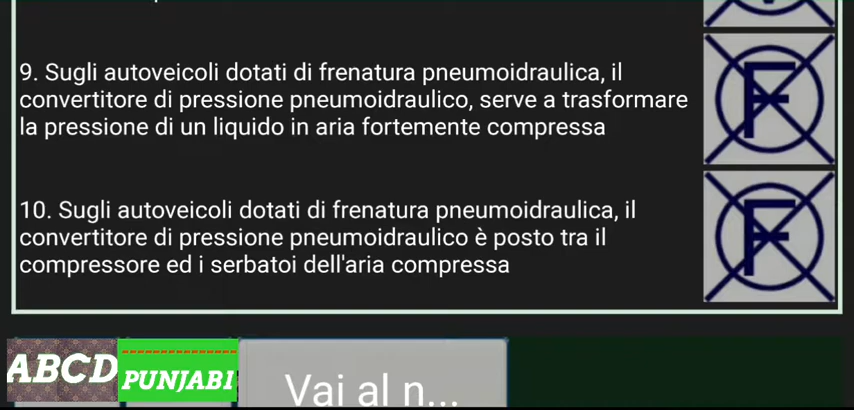 9. Sugli autoveicoli dotati di frenatura pneumoidraulica, il
convertitore di pressione pneumoidraulico, serve a trasformare
la pressione di un liquido in aria fortemente compressa
F
10. Sugli autoveicoli dotati di frenatura pneumoidraulica, il
convertitore di pressione pneumoidraulico è posto tra il
compressore ed i serbatoi dell'aria compressa
F
ABCD
PUNJABI
Vai al n...